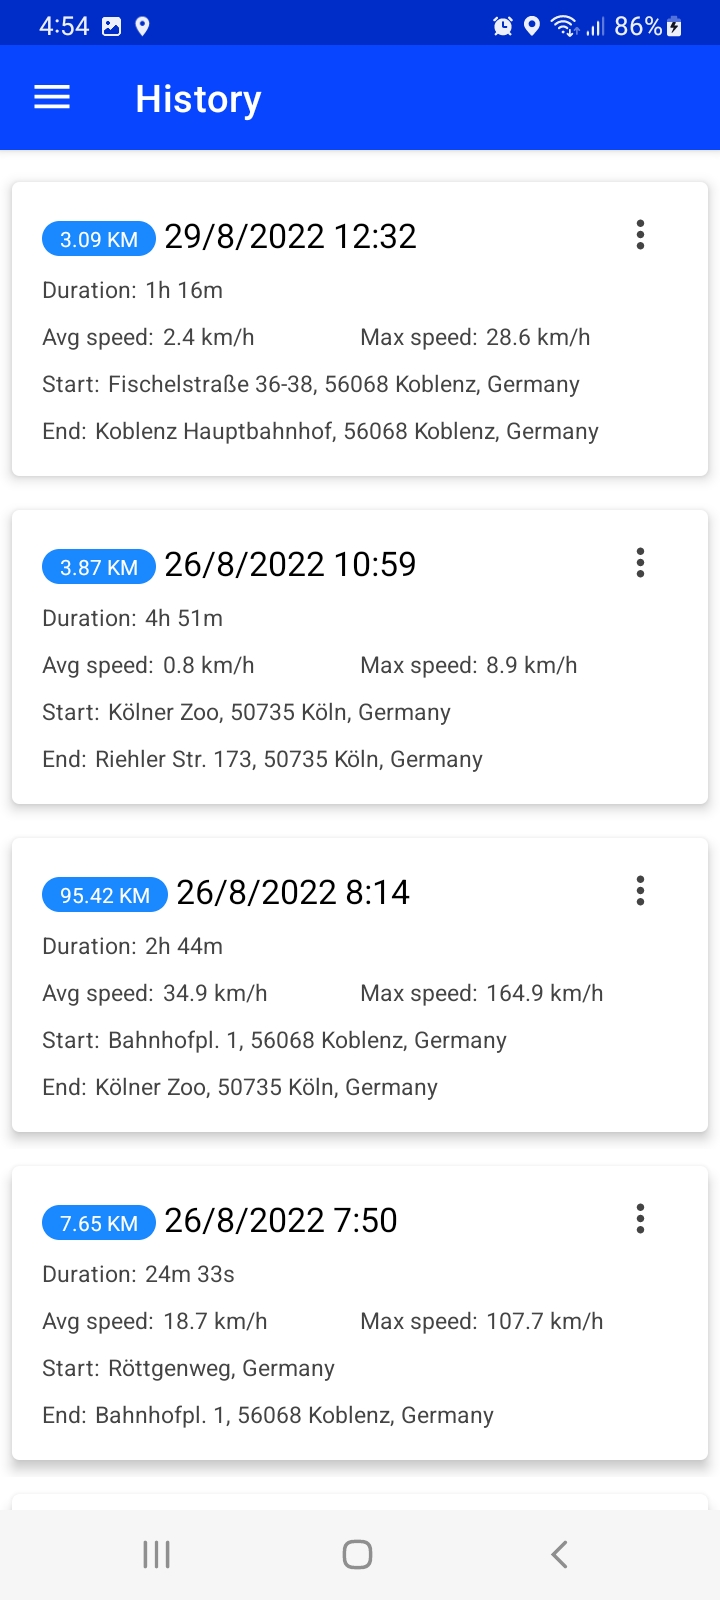 4:54 86%
History
3.09 KM 29/8/2022 12:32
Duration: 1h 16m
Avg speed: 2.4 km/h Max speed: 28.6 km/h
Start: Fischelstraße 36-38, 56068 Koblenz, Germany
End: Koblenz Hauptbahnhof, 56068 Koblenz, Germany
3.87 KM 26/8/2022 10:59
Duration: 4h 51m
Avg speed: 0.8 km/h Max speed: 8.9 km/h
Start: Kölner Zoo, 50735 Köln, Germany
End: Riehler Str. 173, 50735 Köln, Germany
95.42 KM 26/8/2022 8:14
Duration: 2h 44m
Avg speed: 34.9 km/h Max speed: 164.9 km/h
Start: Bahnhofpl. 1, 56068 Koblenz, Germany
End: Kölner Zoo, 50735 Köln, Germany
7.65 KM 26/8/2022 7:50
Duration: 24m 33s
Avg speed: 18.7 km/h Max speed: 107.7 km/h
Start: Röttgenweg, Germany
End: Bahnhofpl. 1, 56068 Koblenz, Germany